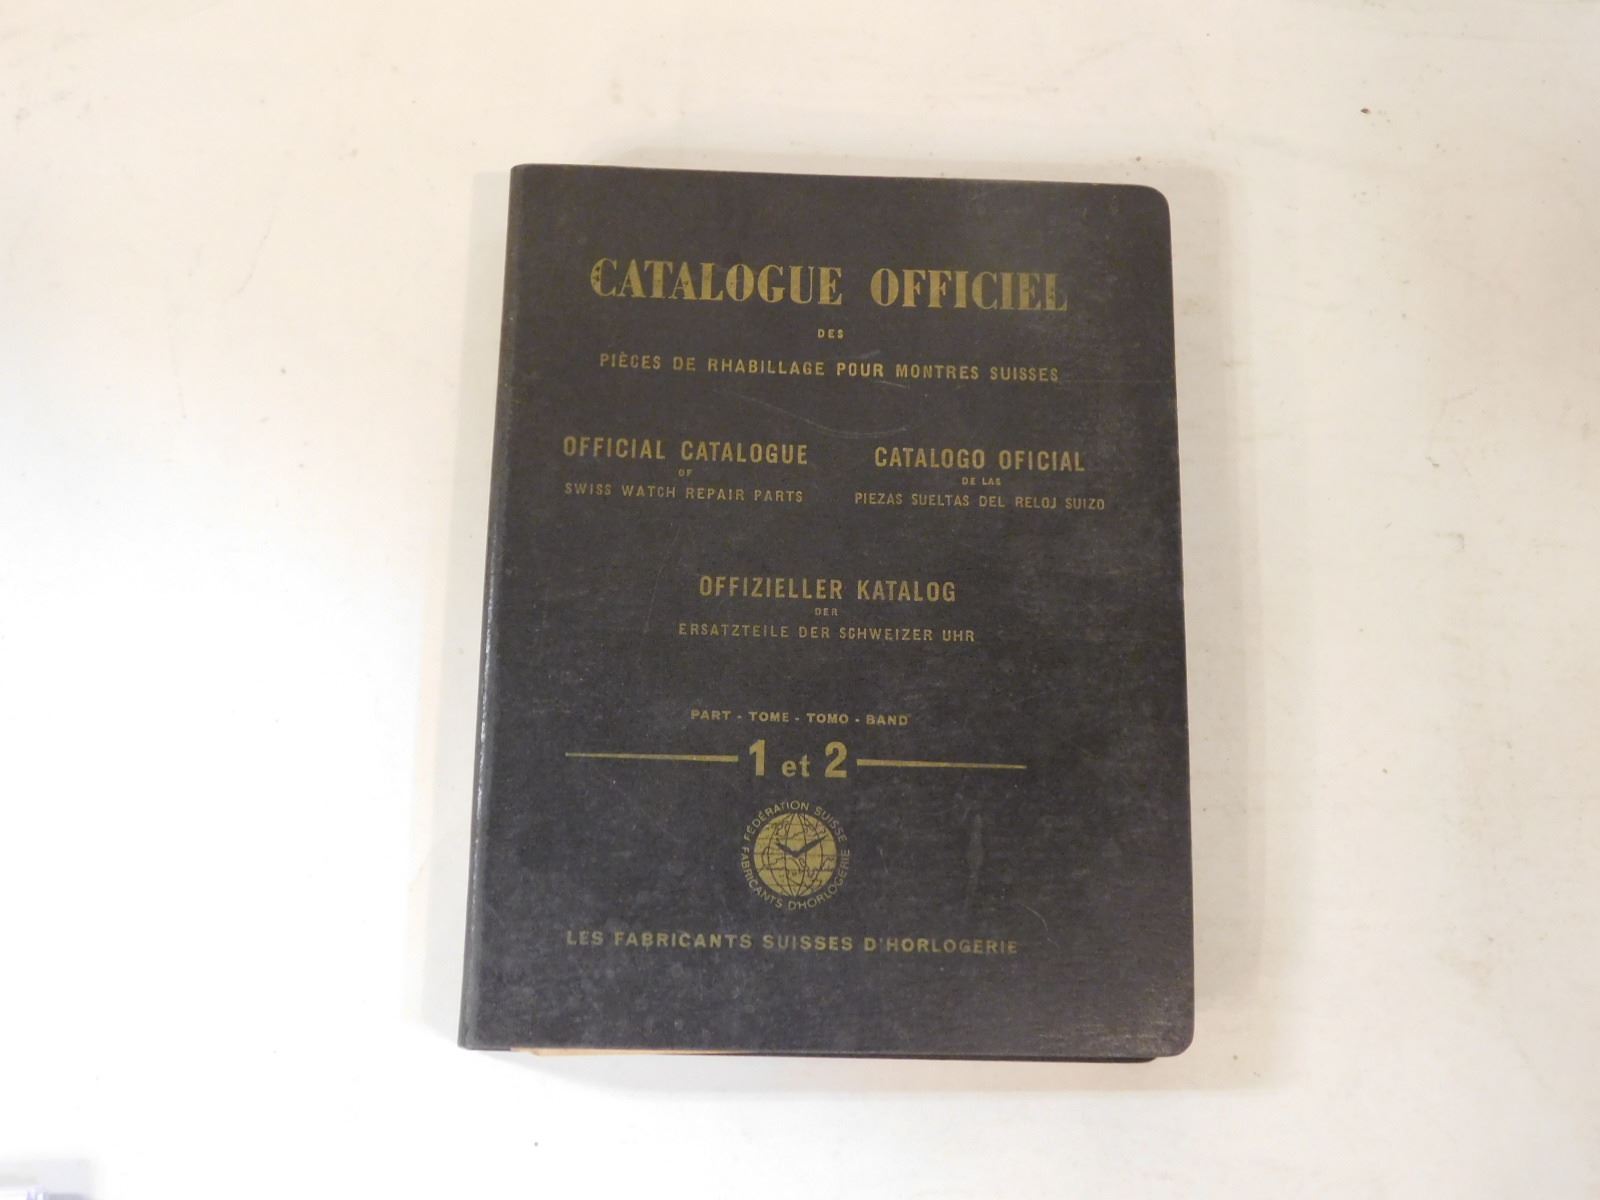 CATALOGUE OFFICIEL
DES
PIÈCES DE RHABILLAGE POUR MONTRES SUISSES
OFFICIAL CATALOGUE
OF
SWISS WATCH REPAIR PARTS
CATALOGO OFICIAL
DE LAS
PIEZAS SUELTAS DEL RELOJ SUIZO
OFFIZIELLER KATALOG
DER
ERSATZTEILE DER SCHWEIZER UHR
PART - TOME - TOMO - BAND
1 et 2
FÉDÉRATION SUISSE
FABRICANTS D'HORLOGERIE
LES FABRICANTS SUISSES D'HORLOGERIE